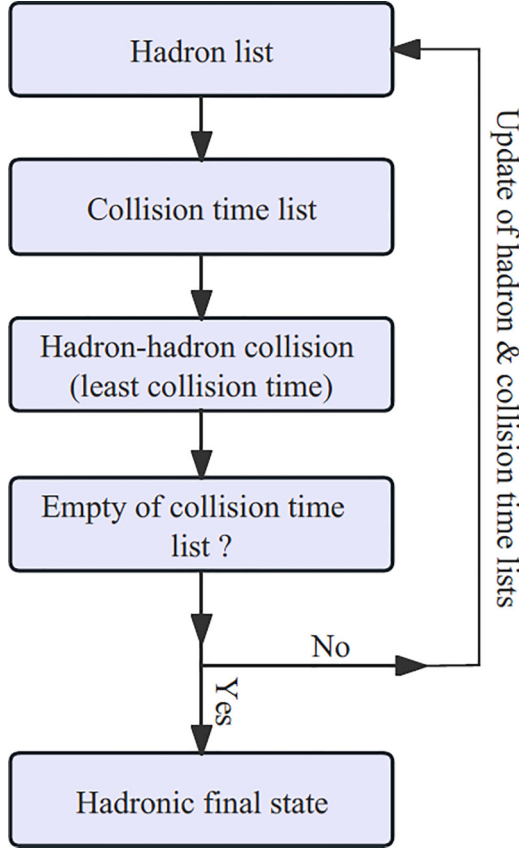 Hadron list
Collision time list
Hadron-hadron collision
(least collision time)
Empty of collision time
list ?
No
Yes
Hadronic final state
Update of hadron & collision time lists